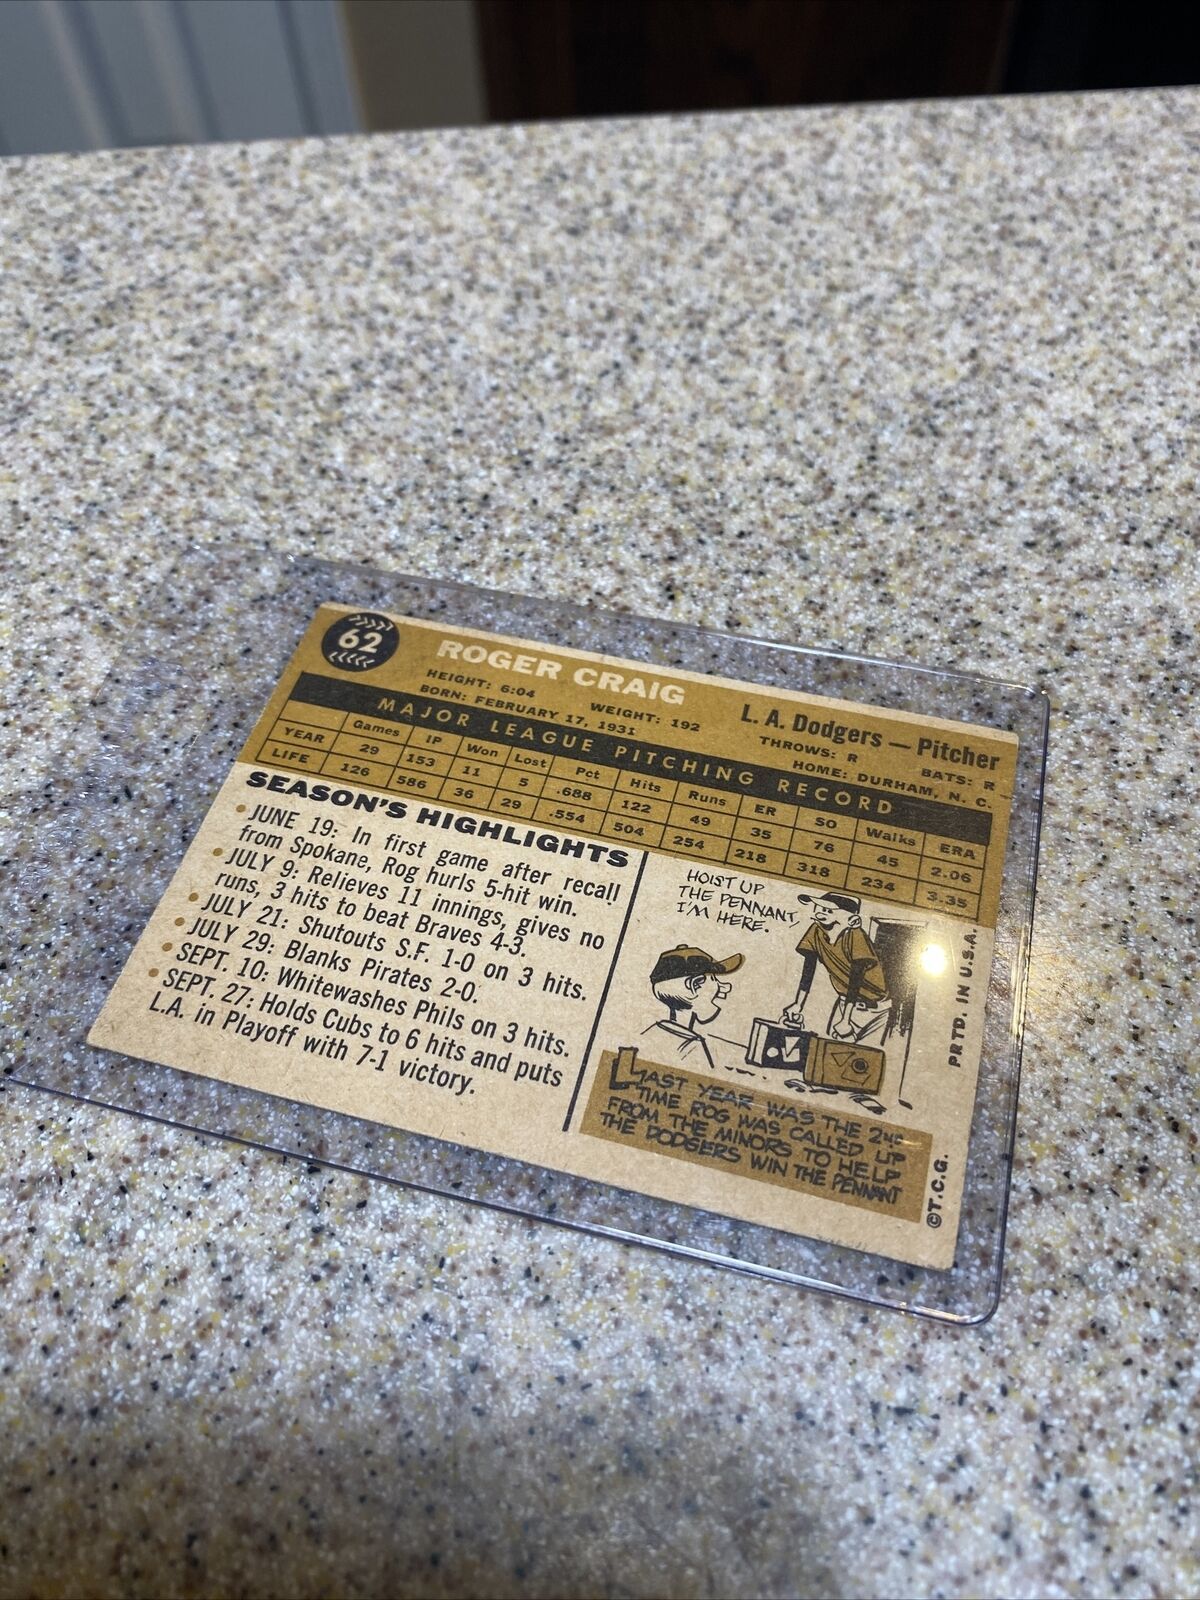 62
ROGER CRAIG
L. A. Dodgers — Pitcher
HEIGHT: 6:04 WEIGHT: 192 THROWS: R BATS: R
BORN: FEBRUARY 17, 1931 HOME: DURHAM, N. C.
MAJOR LEAGUE PITCHING RECORD
Games IP Won Lost Pct Hits Runs ER SO Walks ERA
YEAR 29 153 11 5 .688 122 49 35 76 45 2.06
LIFE 126 586 36 29 .554 504 254 218 318 234 3.35
SEASON'S HIGHLIGHTS
• JUNE 19: In first game after recall
from Spokane, Rog hurls 5-hit win.
• JULY 9: Relieves 11 innings, gives no
runs, 3 hits to beat Braves 4-3.
• JULY 21: Shutouts S.F. 1-0 on 3 hits.
• JULY 29: Blanks Pirates 2-0.
• SEPT. 10: Whitewashes Phils on 3 hits.
• SEPT. 27: Holds Cubs to 6 hits and puts
L.A. in Playoff with 7-1 victory.
HOIST UP
THE PENNANT,
I'M HERE.
LAST YEAR WAS THE 2ND
TIME ROG WAS CALLED UP
FROM THE MINORS TO HELP
THE DODGERS WIN THE PENNANT
©T.C.G. PRTD. IN U.S.A.